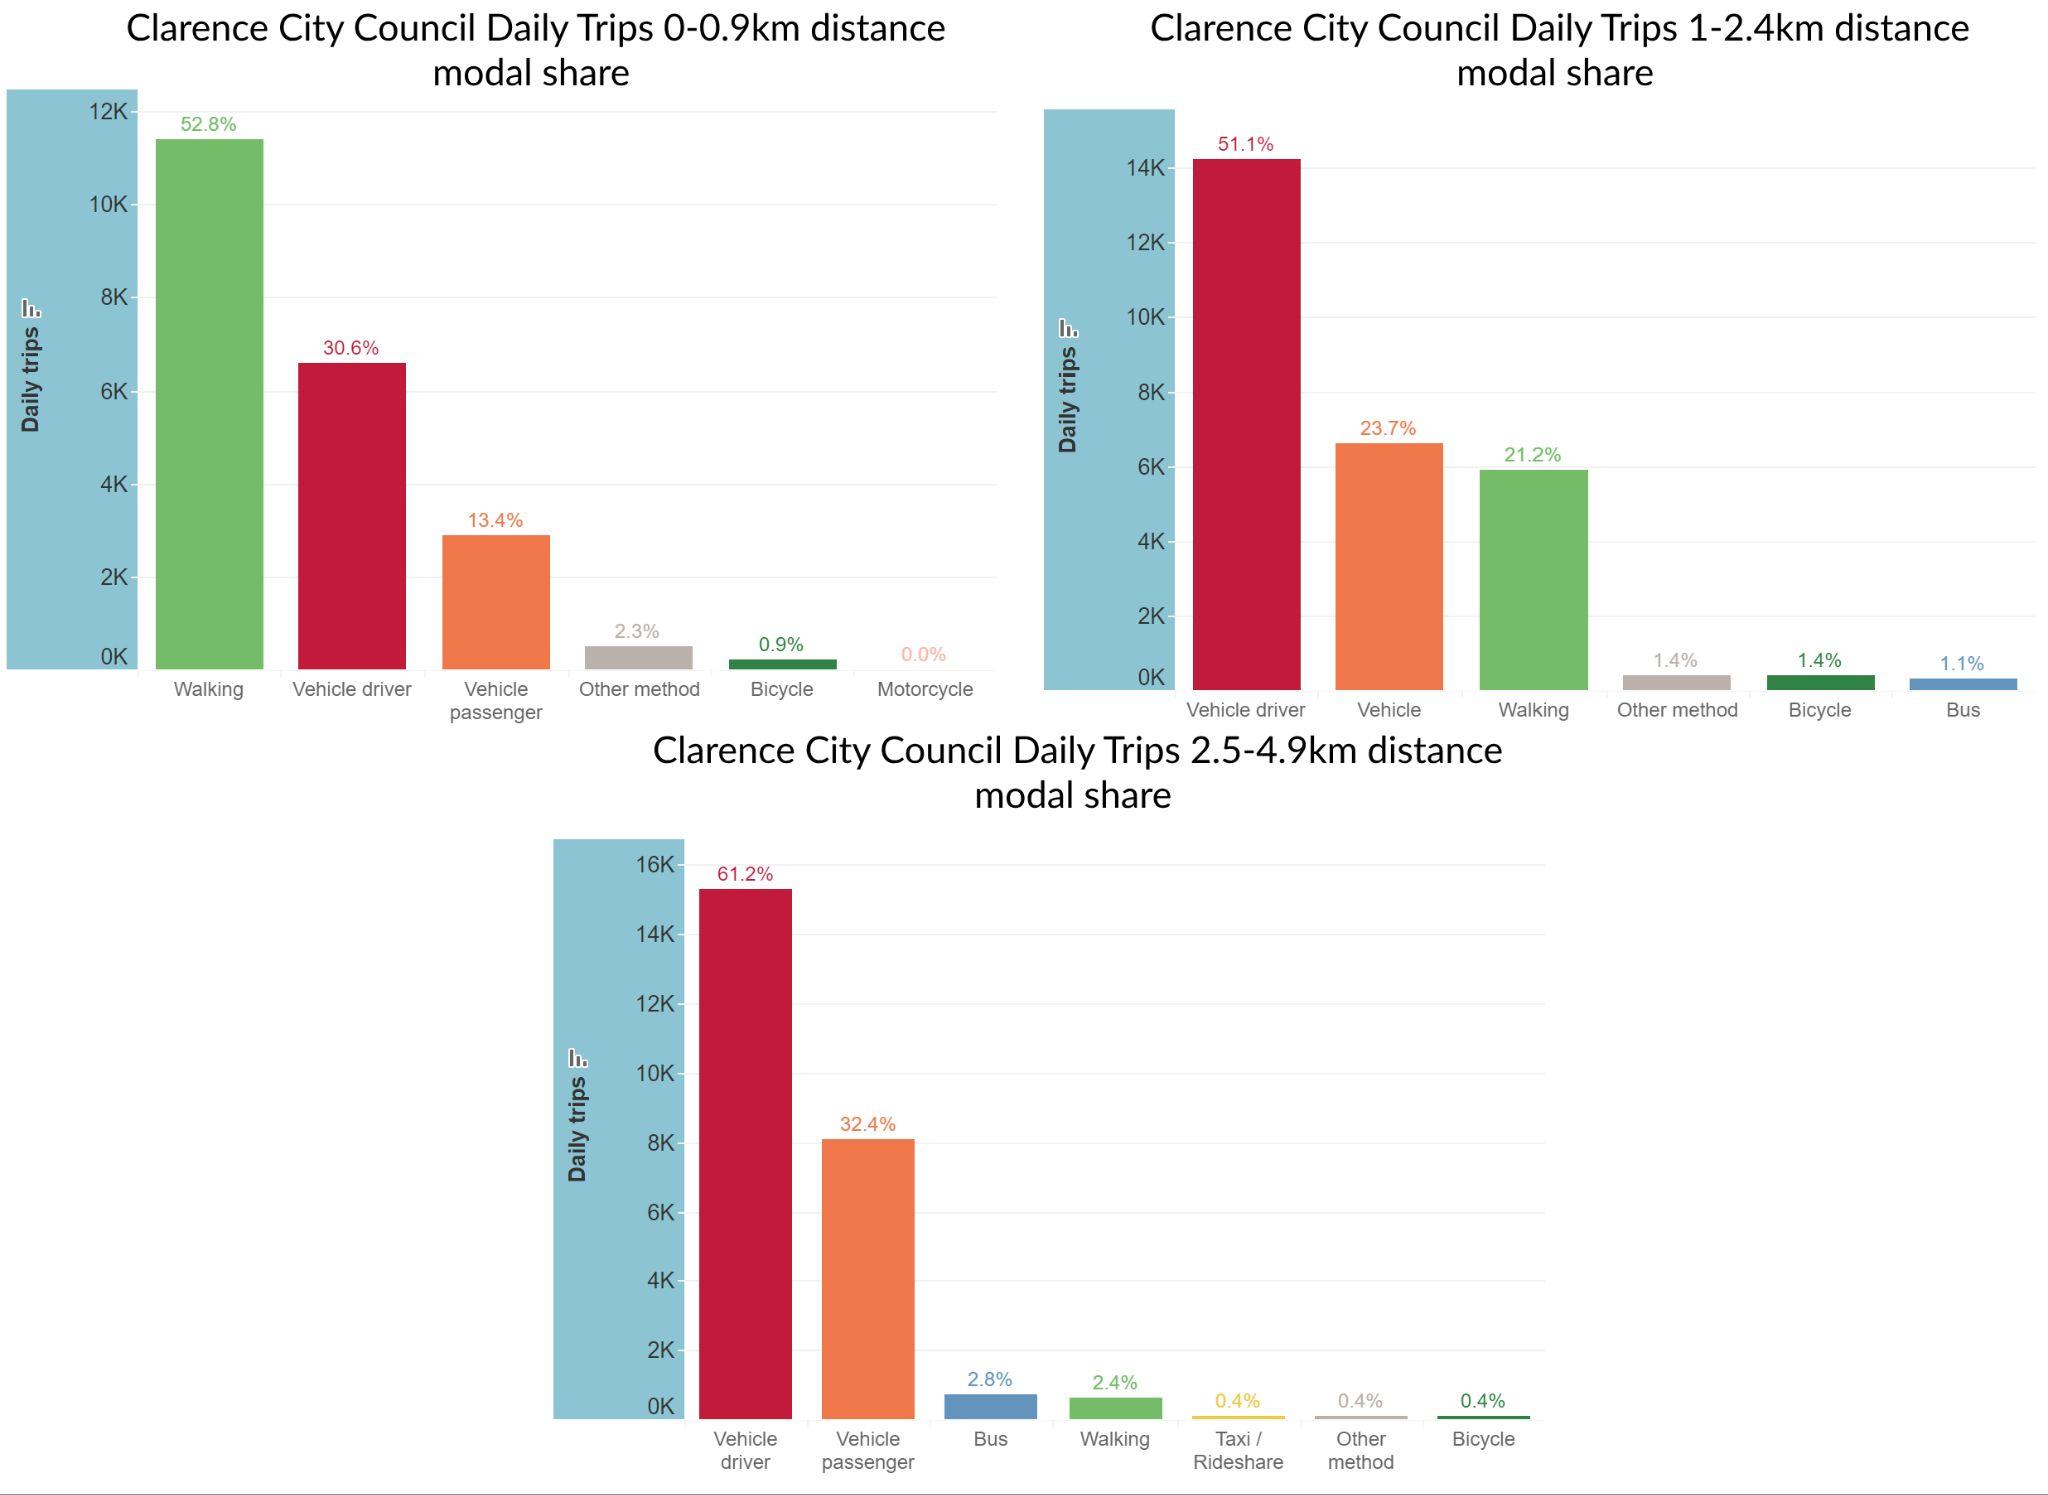 Clarence City Council Daily Trips 0-0.9km distance
modal share
12K
10K
8K
6K
4K
2K
0K
Daily trips
52.8%
30.6%
13.4%
2.3%
0.9%
0.0%
Walking
Vehicle driver
Vehicle
passenger
Other method
Bicycle
Motorcycle
Clarence City Council Daily Trips 1-2.4km distance
modal share
14K
12K
10K
8K
6K
4K
2K
0K
Daily trips
51.1%
23.7%
21.2%
1.4%
1.4%
1.1%
Vehicle driver
Vehicle
Walking
Other method
Bicycle
Bus
Clarence City Council Daily Trips 2.5-4.9km distance
modal share
16K
14K
12K
10K
8K
6K
4K
2K
0K
Daily trips
61.2%
32.4%
2.8%
2.4%
0.4%
0.4%
0.4%
Vehicle
driver
Vehicle
passenger
Bus
Walking
Taxi /
Rideshare
Other
method
Bicycle